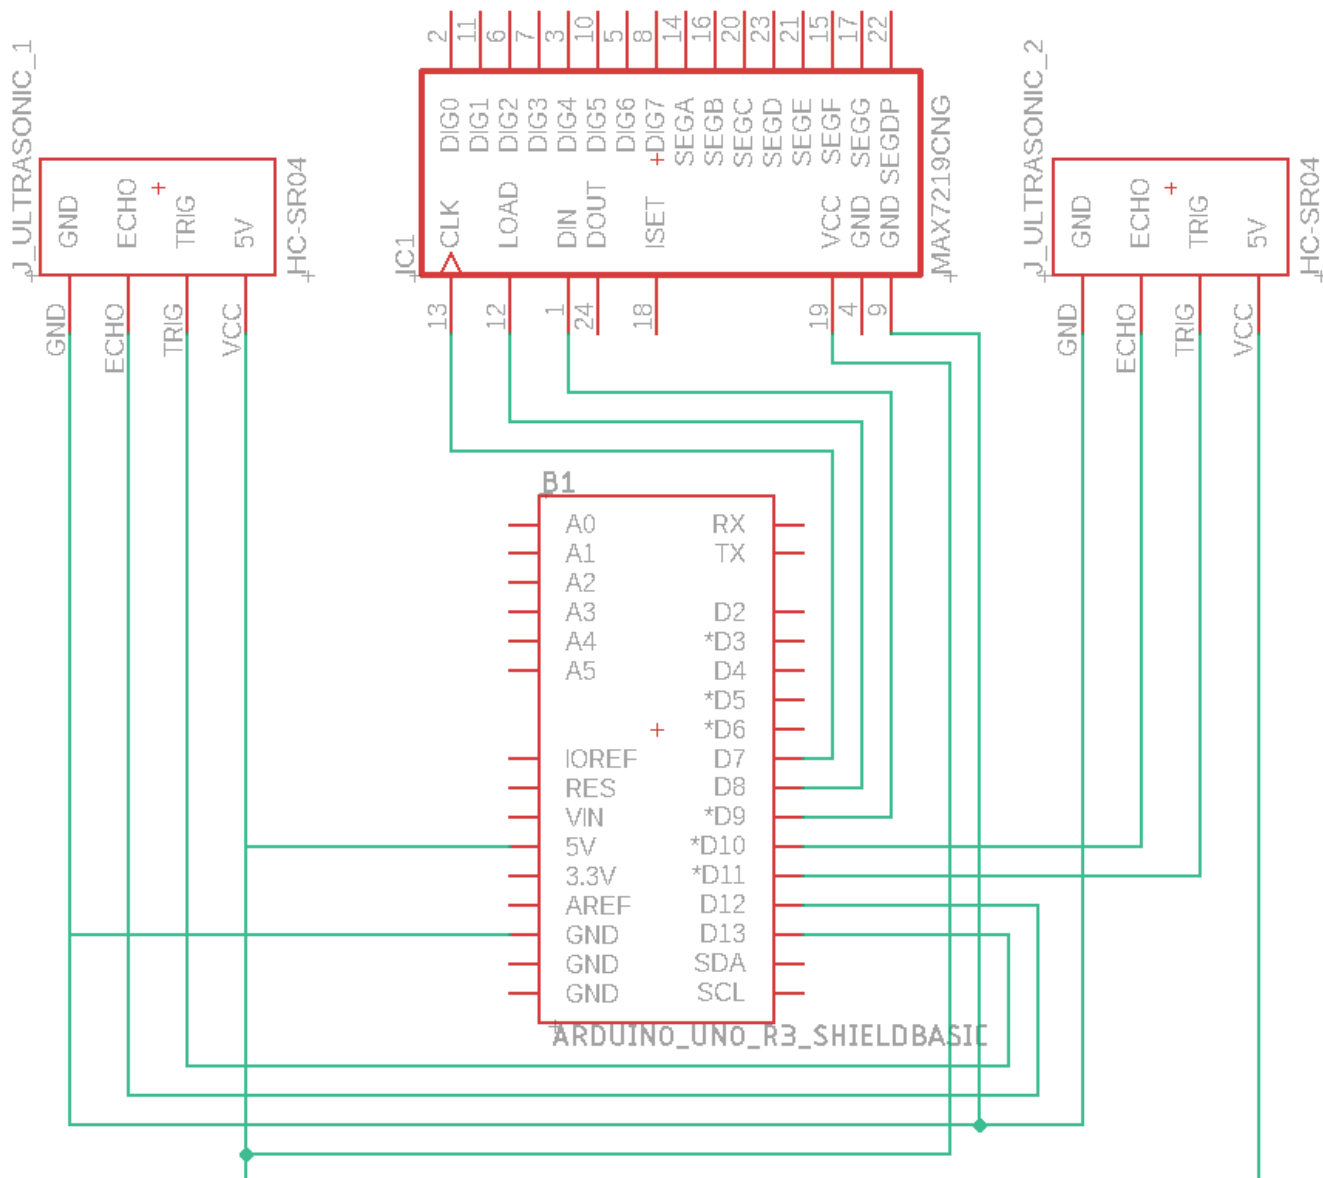 J_ULTRASONIC_1
GND
ECHO
TRIG
5V
HC-SR04
GND
ECHO
TRIG
VCC
2
11
6
7
3
10
5
8
14
16
20
23
21
15
17
22
DIG0
DIG1
DIG2
DIG3
DIG4
DIG5
DIG6
DIG7
SEGA
SEGB
SEGC
SEGD
SEGE
SEGF
SEGG
SEGDP
CLK
LOAD
DIN
DOUT
ISET
VCC
GND
GND
IC1
MAX7219CNG
13
12
1
24
18
19
4
9
J_ULTRASONIC_2
GND
ECHO
TRIG
5V
HC-SR04
GND
ECHO
TRIG
VCC
B1
A0 RX
A1 TX
A2
A3 D2
A4 *D3
A5 D4
*D5
*D6
IOREF D7
RES D8
VIN *D9
5V *D10
3.3V *D11
AREF D12
GND D13
GND SDA
GND SCL
ARDUINO_UNO_R3_SHIELDBASIC